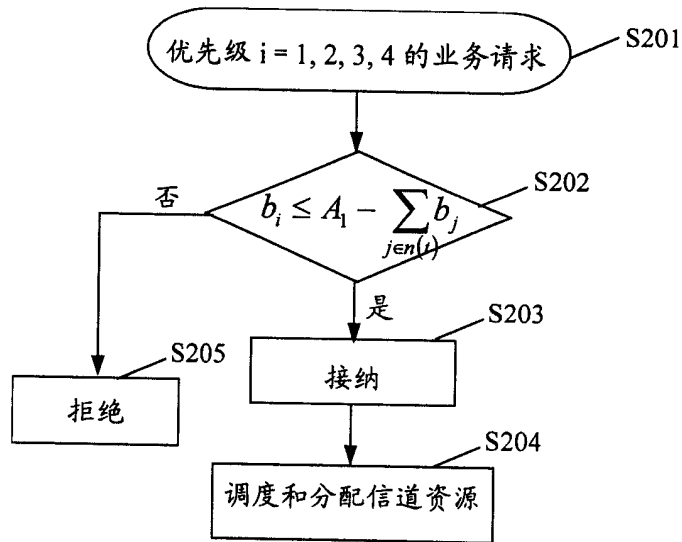 优先级 i = 1, 2, 3, 4 的业务请求
S201
S202
否
b_i ≤ A_1 − ∑_{j∈n(t)} b_j
是
S203
接纳
S205
拒绝
S204
调度和分配信道资源